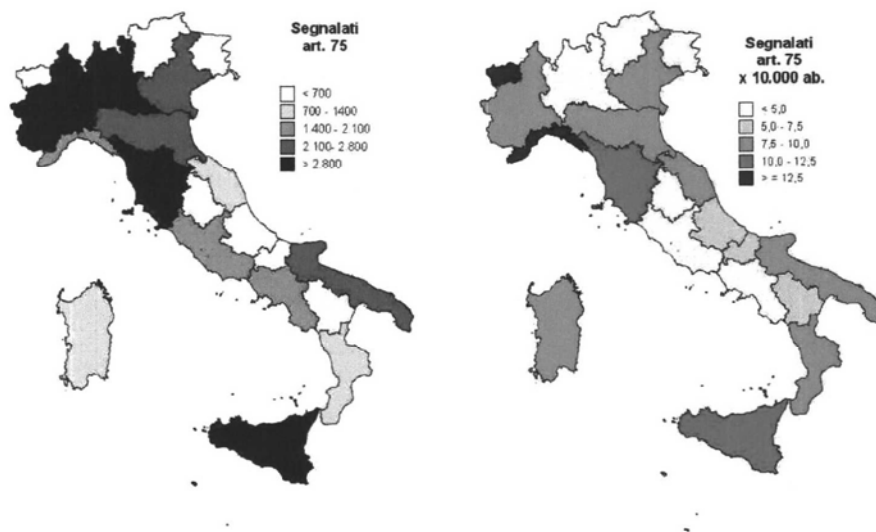 Segnalati
art. 75
< 700
700 - 1400
1.400 - 2.100
2.100 - 2.800
> 2.800
Segnalati
art. 75
x 10.000 ab.
< 5,0
5,0 - 7,5
7,5 - 10,0
10,0 - 12,5
> = 12,5